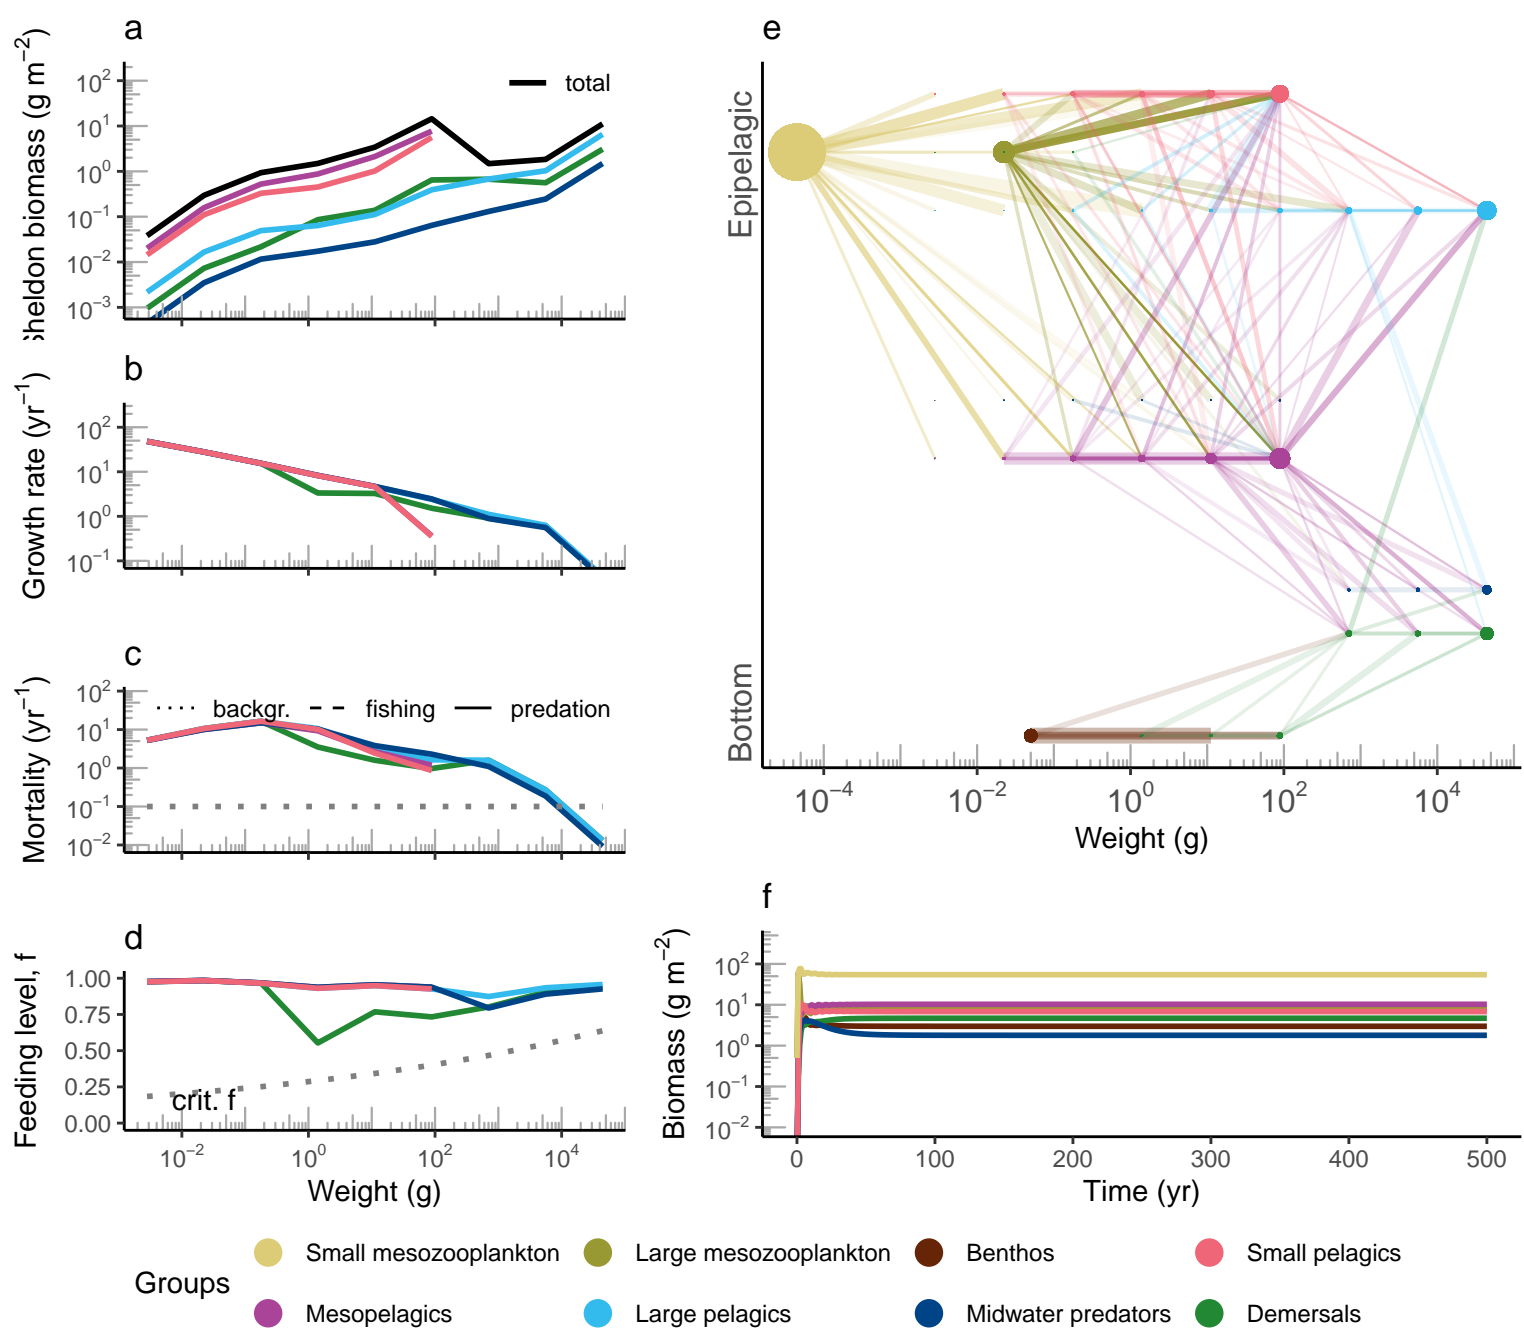 a
Sheldon biomass (g m⁻²)
10² 10¹ 10⁰ 10⁻¹ 10⁻² 10⁻³
total
b
Growth rate (yr⁻¹)
10² 10¹ 10⁰ 10⁻¹
c
Mortality (yr⁻¹)
10² 10¹ 10⁰ 10⁻¹ 10⁻²
backgr. fishing predation
d
Feeding level, f
1.00 0.75 0.50 0.25 0.00
crit. f
10⁻² 10⁰ 10² 10⁴
Weight (g)
e
Epipelagic
Bottom
10⁻⁴ 10⁻² 10⁰ 10² 10⁴
Weight (g)
f
Biomass (g m⁻²)
10² 10¹ 10⁰ 10⁻¹ 10⁻²
0 100 200 300 400 500
Time (yr)
Groups
Small mesozooplankton Large mesozooplankton Benthos Small pelagics
Mesopelagics Large pelagics Midwater predators Demersals